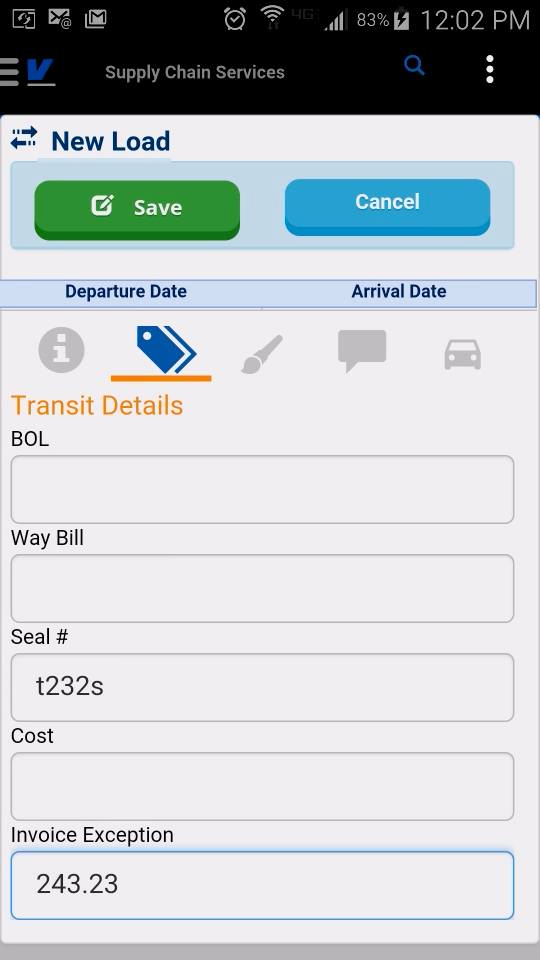 4G 83% 12:02 PM
V Supply Chain Services
New Load
Save Cancel
Departure Date Arrival Date
Transit Details
BOL
Way Bill
Seal #
t232s
Cost
Invoice Exception
243.23